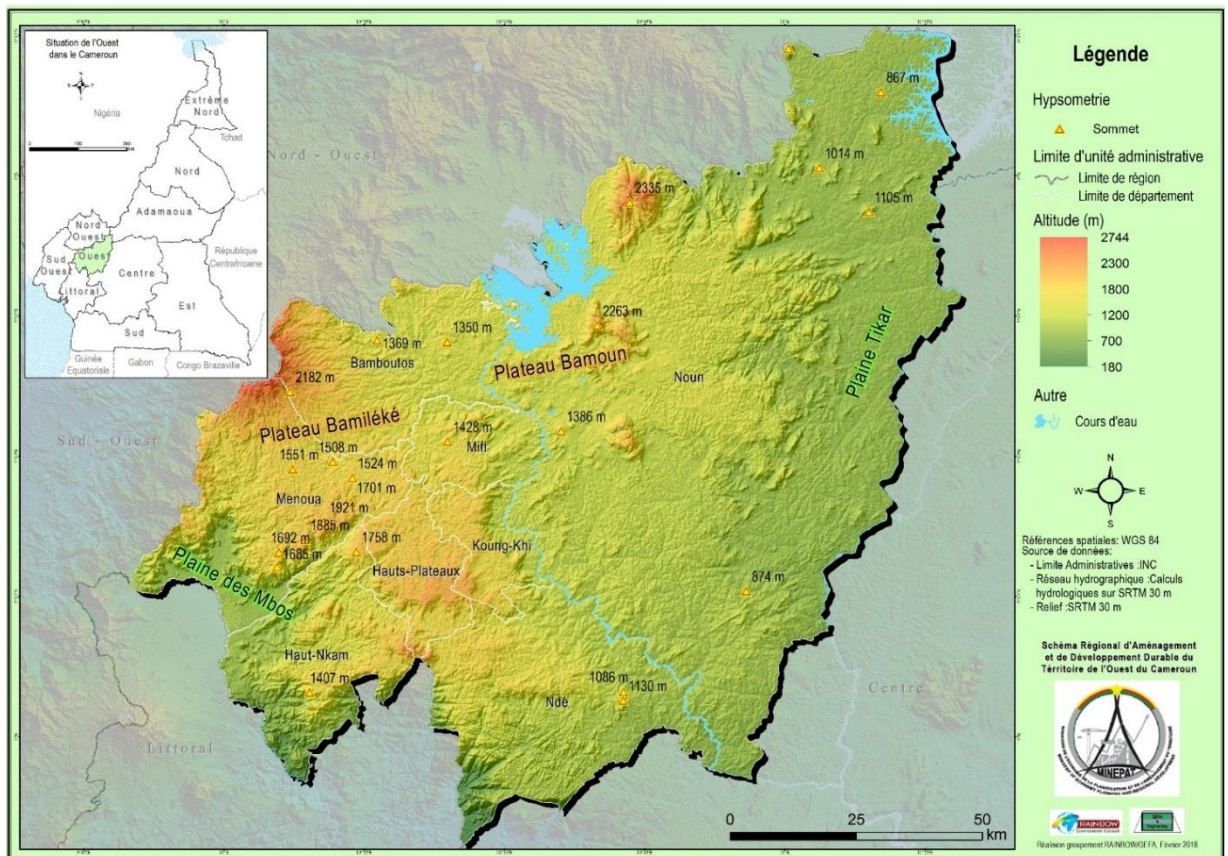 Situation de l'Ouest
dans le Cameroun
Nigéria
Extrême
Nord
Tchad
Nord
Adamaoua
Nord
Ouest
Ouest
Sud
Ouest
Littoral
Centre
République
Centrafricaine
Est
Sud
Guinée
Equatoriale
Gabon
Congo Brazaville
Nord - Ouest
Sud - Ouest
Littoral
Centre
867 m
1014 m
1105 m
2335 m
2263 m
1350 m
1369 m
Bamboutos
Plateau Bamoun
Noun
Plaine Tikar
2182 m
Plateau Bamiléké
1386 m
1428 m
Mifi
1508 m
1551 m
1524 m
1701 m
Menoua
1921 m
1885 m
1692 m
1685 m
1758 m
Koung-Khi
Hauts-Plateaux
Plaine des Mbos
874 m
Haut-Nkam
1407 m
1086 m
1130 m
Ndé
0 25 50
km
Légende
Hypsometrie
Sommet
Limite d'unité administrative
Limite de région
Limite de département
Altitude (m)
2744
2300
1800
1200
700
180
Autre
Cours d'eau
N
W E
S
Références spatiales: WGS 84
Source de données:
- Limite Administratives :INC
- Réseau hydrographique :Calculs
hydrologiques sur SRTM 30 m
- Relief :SRTM 30 m
Schéma Régional d'Aménagement
et de Développement Durable du
Térritoire de l'Ouest du Cameroun
MINEPAT
RAINBOW
Réalision groupement RAINBOW/GEFA, Février 2018